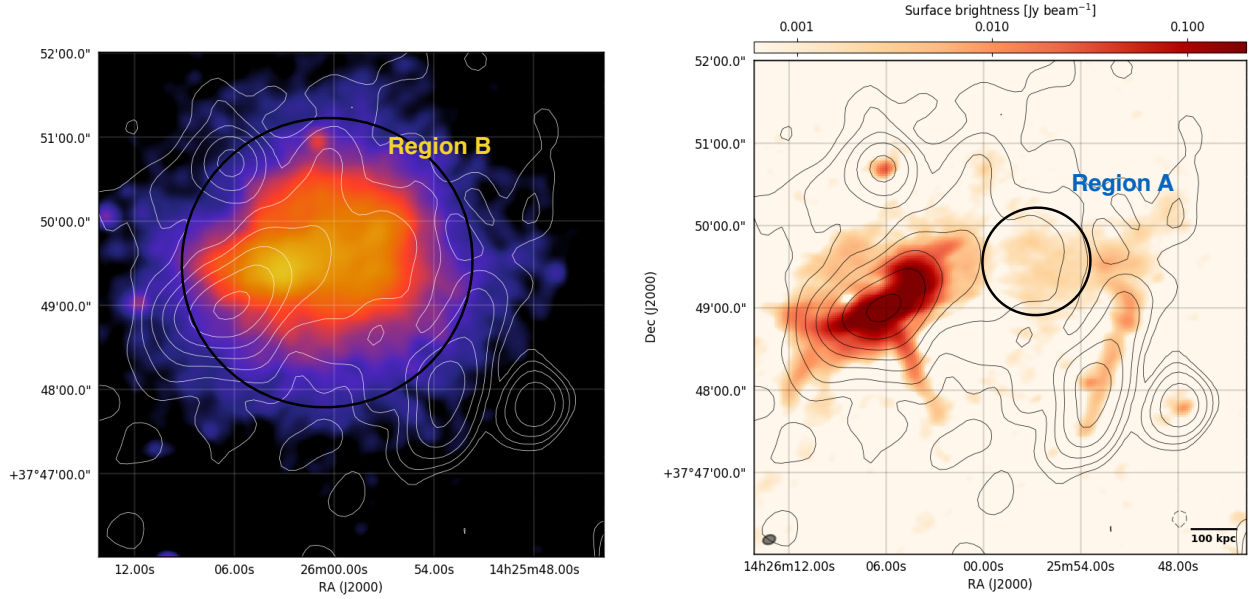 Surface brightness [Jy beam⁻¹]
0.001 0.010 0.100
52'00.0"
51'00.0"
50'00.0"
49'00.0"
48'00.0"
+37°47'00.0"
Region B
12.00s 06.00s 26m00.00s 54.00s 14h25m48.00s
RA (J2000)
Dec (J2000)
52'00.0"
51'00.0"
50'00.0"
49'00.0"
48'00.0"
+37°47'00.0"
Region A
100 kpc
14h26m12.00s 06.00s 00.00s 25m54.00s 48.00s
RA (J2000)